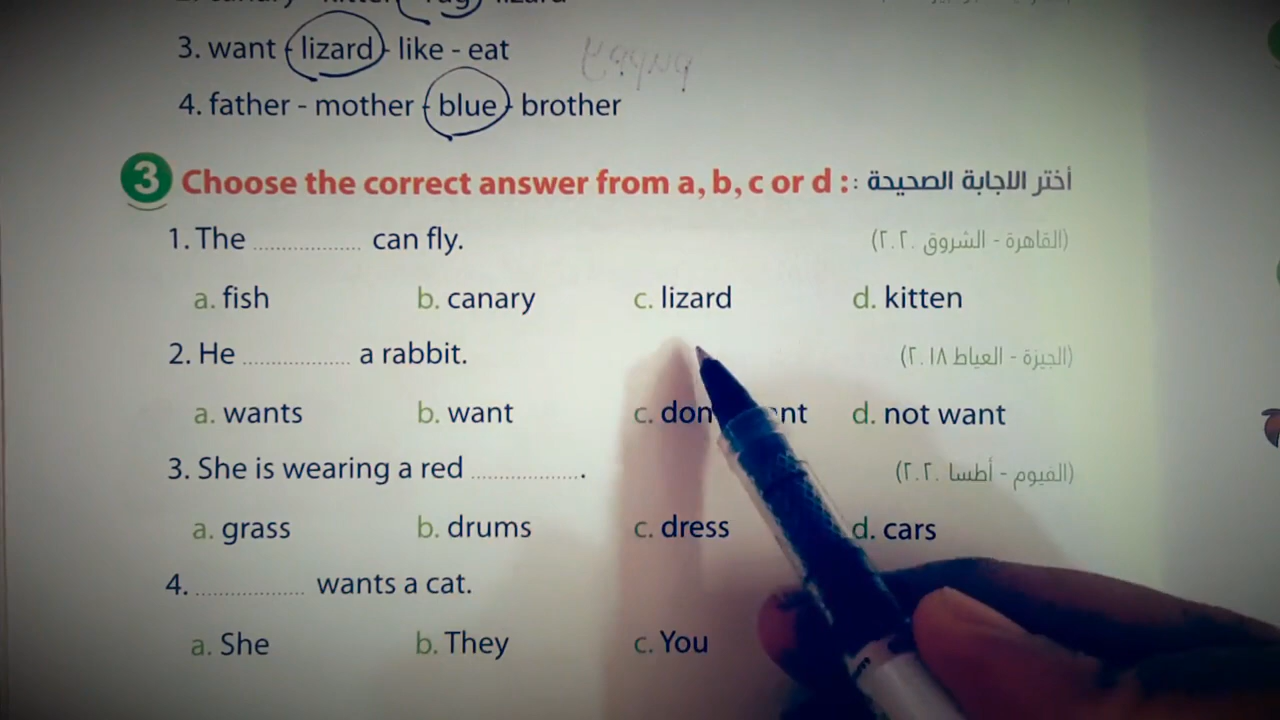 3. want - lizard - like - eat
4. father - mother - blue - brother
3 Choose the correct answer from a, b, c or d : : أختر الاجابة الصحيحة
1. The .................. can fly. (القاهرة - الشروق ٢٠٢٠)
a. fish b. canary c. lizard d. kitten
2. He .................. a rabbit. (الجيزة - العياط ٢٠١٨)
a. wants b. want d. not want
3. She is wearing a red .................. . (الفيوم - أطسا ٢٠٢٠)
a. grass b. drums c. dress d. cars
4. .................. wants a cat.
a. She b. They c. You